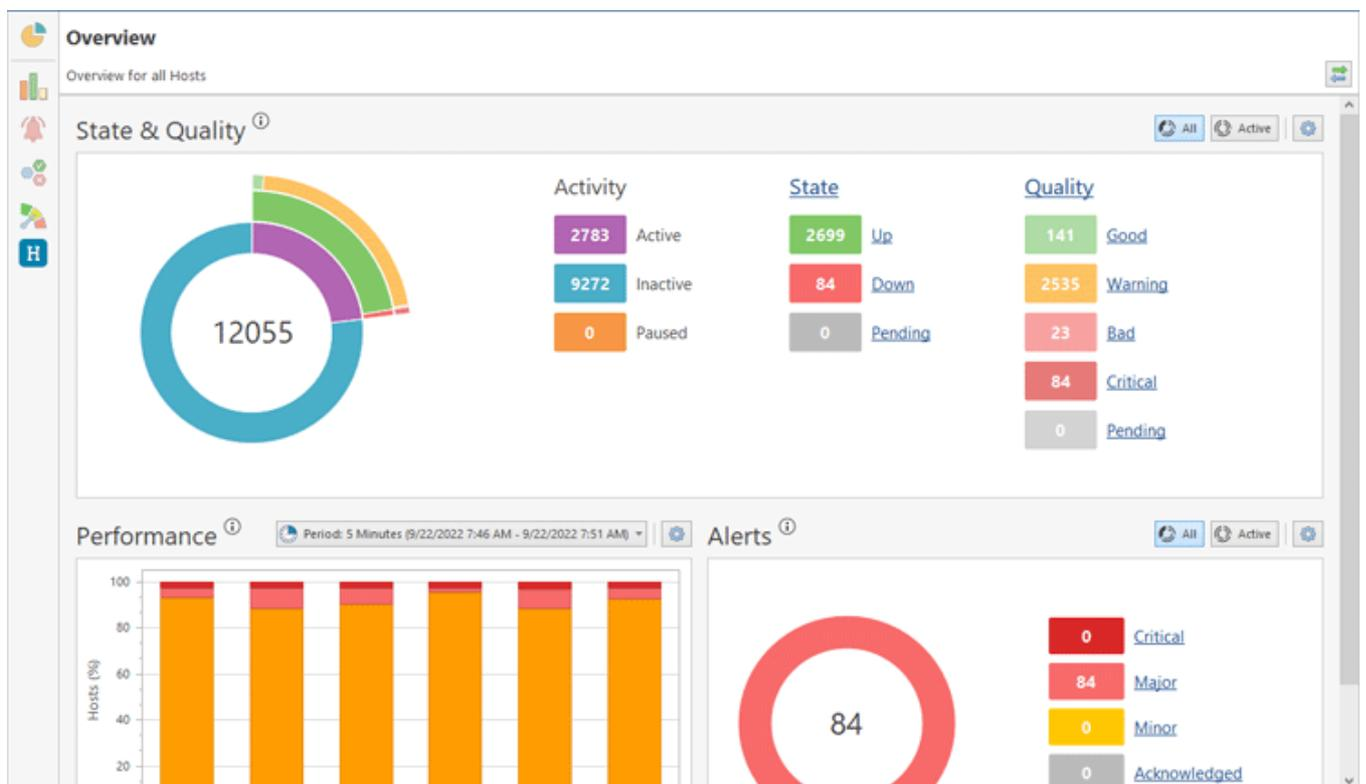 Overview
Overview for all Hosts
State & Quality
All Active
12055
Activity
2783 Active
9272 Inactive
0 Paused
State
2699 Up
84 Down
0 Pending
Quality
141 Good
2535 Warning
23 Bad
84 Critical
0 Pending
H
Performance
Period: 5 Minutes (9/22/2022 7:46 AM - 9/22/2022 7:51 AM)
Hosts (%)
100
80
60
40
20
Alerts
All Active
84
0 Critical
84 Major
0 Minor
0 Acknowledged